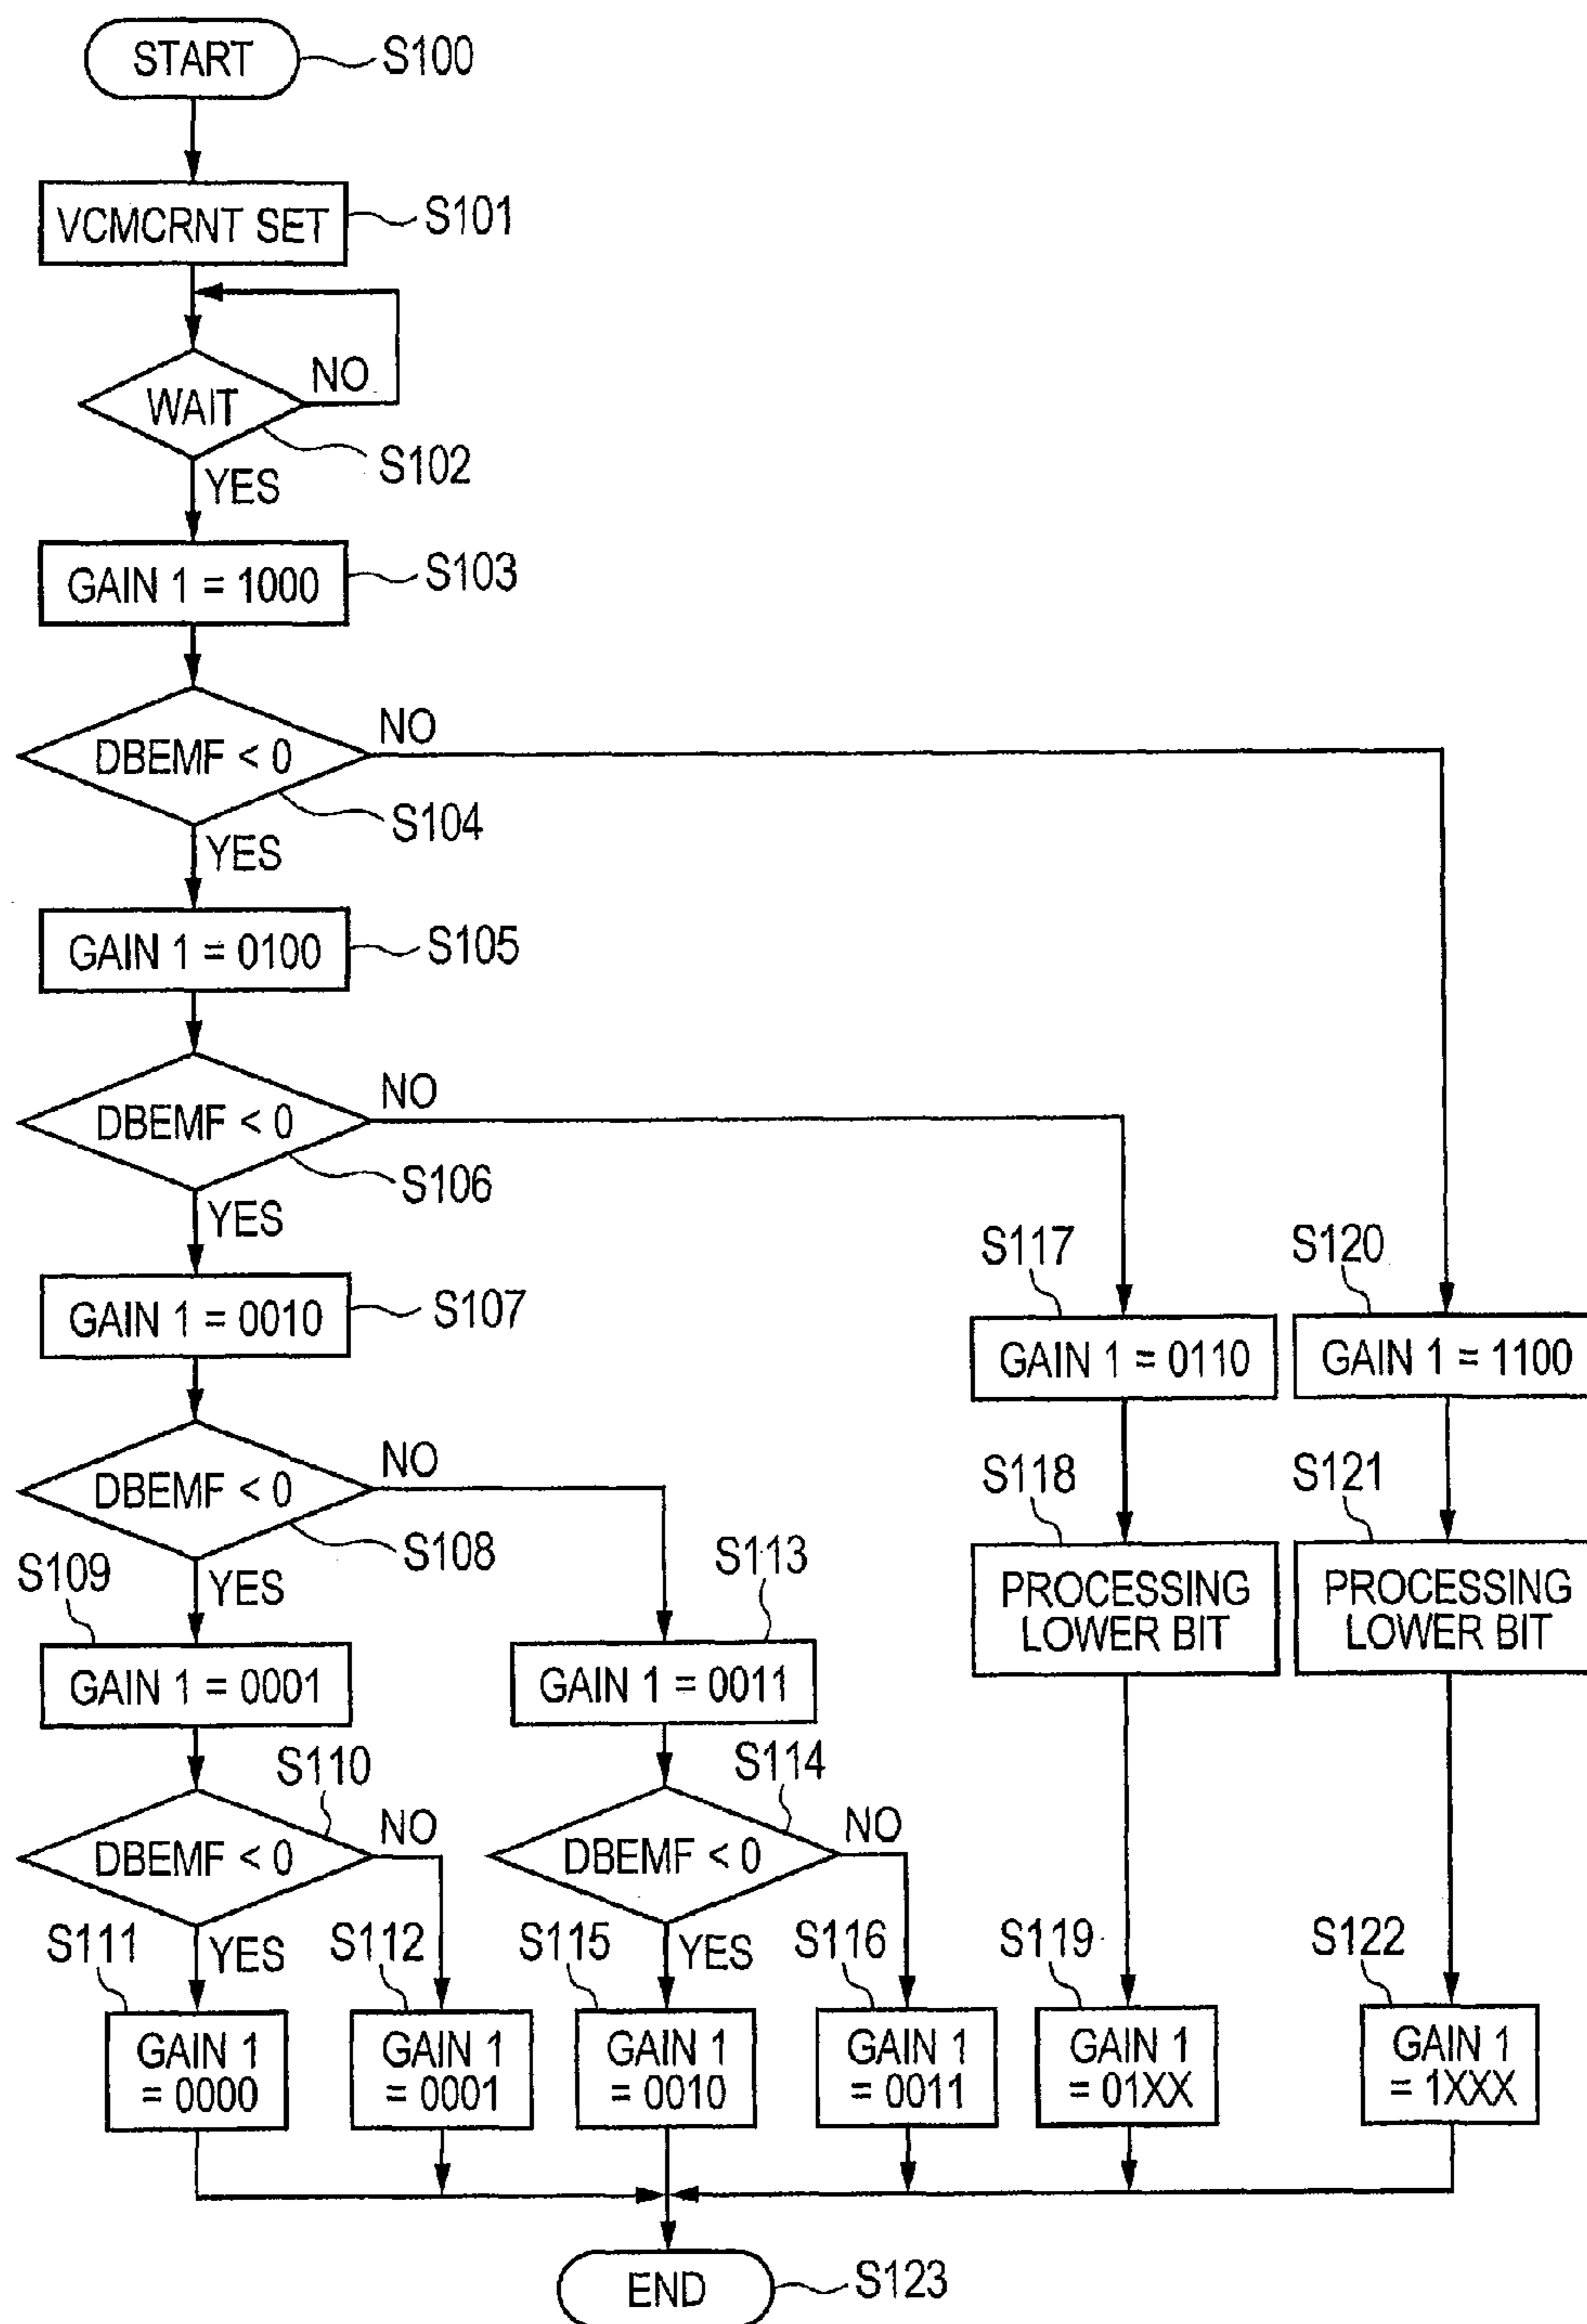 START
S100
VCMCRNT SET
S101
WAIT
NO
S102
YES
GAIN 1 = 1000
S103
DBEMF < 0
NO
S104
YES
GAIN 1 = 0100
S105
DBEMF < 0
NO
S106
YES
GAIN 1 = 0010
S107
S117
GAIN 1 = 0110
S120
GAIN 1 = 1100
DBEMF < 0
NO
S108
YES
S118
PROCESSING
LOWER BIT
S121
PROCESSING
LOWER BIT
S109
GAIN 1 = 0001
S113
GAIN 1 = 0011
S110
DBEMF < 0
NO
YES
S114
DBEMF < 0
NO
YES
S111
GAIN 1
= 0000
S112
GAIN 1
= 0001
S115
GAIN 1
= 0010
S116
GAIN 1
= 0011
S119
GAIN 1
= 01XX
S122
GAIN 1
= 1XXX
END
S123